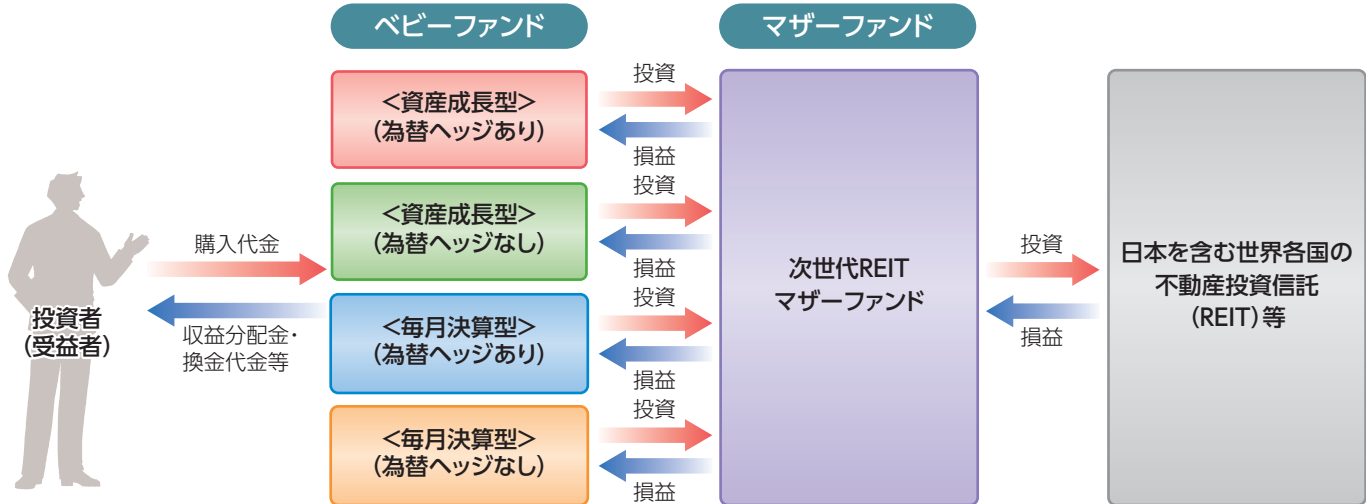 ベビーファンド
マザーファンド
<資産成長型>
(為替ヘッジあり)
投資
損益
<資産成長型>
(為替ヘッジなし)
投資
損益
<毎月決算型>
(為替ヘッジあり)
投資
損益
<毎月決算型>
(為替ヘッジなし)
投資
損益
投資者
(受益者)
購入代金
収益分配金・
換金代金等
次世代REIT
マザーファンド
投資
損益
日本を含む世界各国の
不動産投資信託
(REIT)等